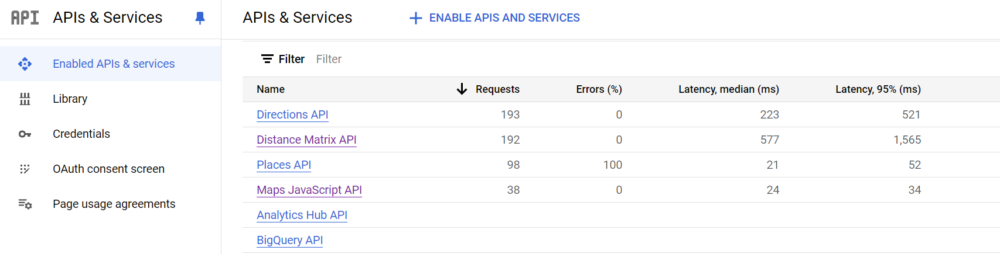 API APIs & Services
Enabled APIs & services
Library
Credentials
OAuth consent screen
Page usage agreements
APIs & Services ENABLE APIS AND SERVICES
Filter Filter
Name Requests Errors (%) Latency, median (ms) Latency, 95% (ms)
Directions API 193 0 223 521
Distance Matrix API 192 0 577 1,565
Places API 98 100 21 52
Maps JavaScript API 38 0 24 34
Analytics Hub API
BigQuery API